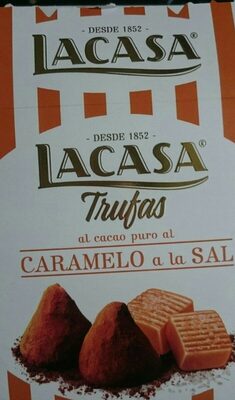 - DESDE 1852 -
LACASA®
- DESDE 1852 -
LACASA®
Trufas
al cacao puro al
CARAMELO a la SAL